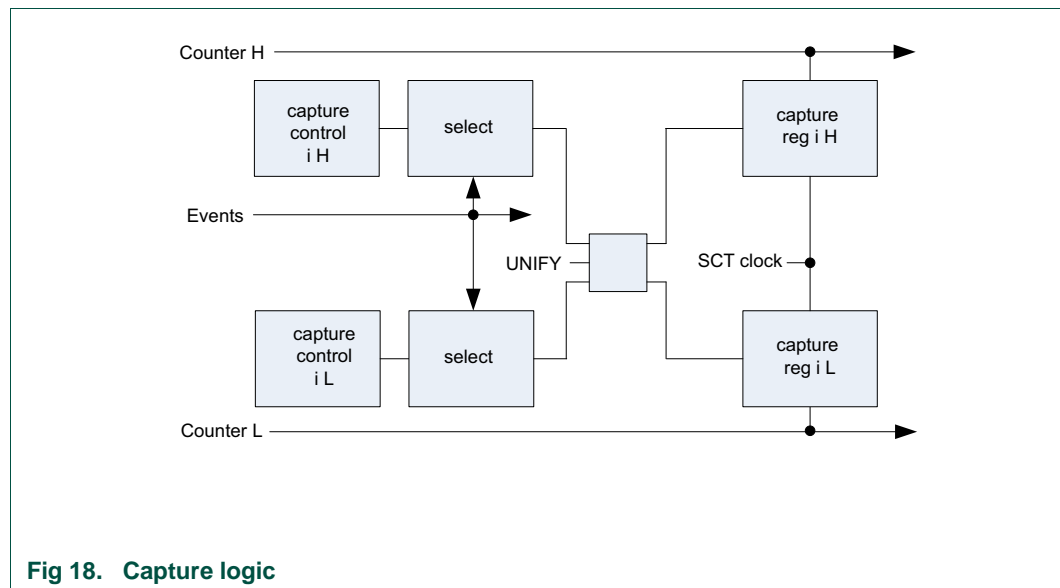 Counter H
capture
control
i H
select
capture
reg i H
Events
UNIFY
SCT clock
capture
control
i L
select
capture
reg i L
Counter L
Fig 18. Capture logic